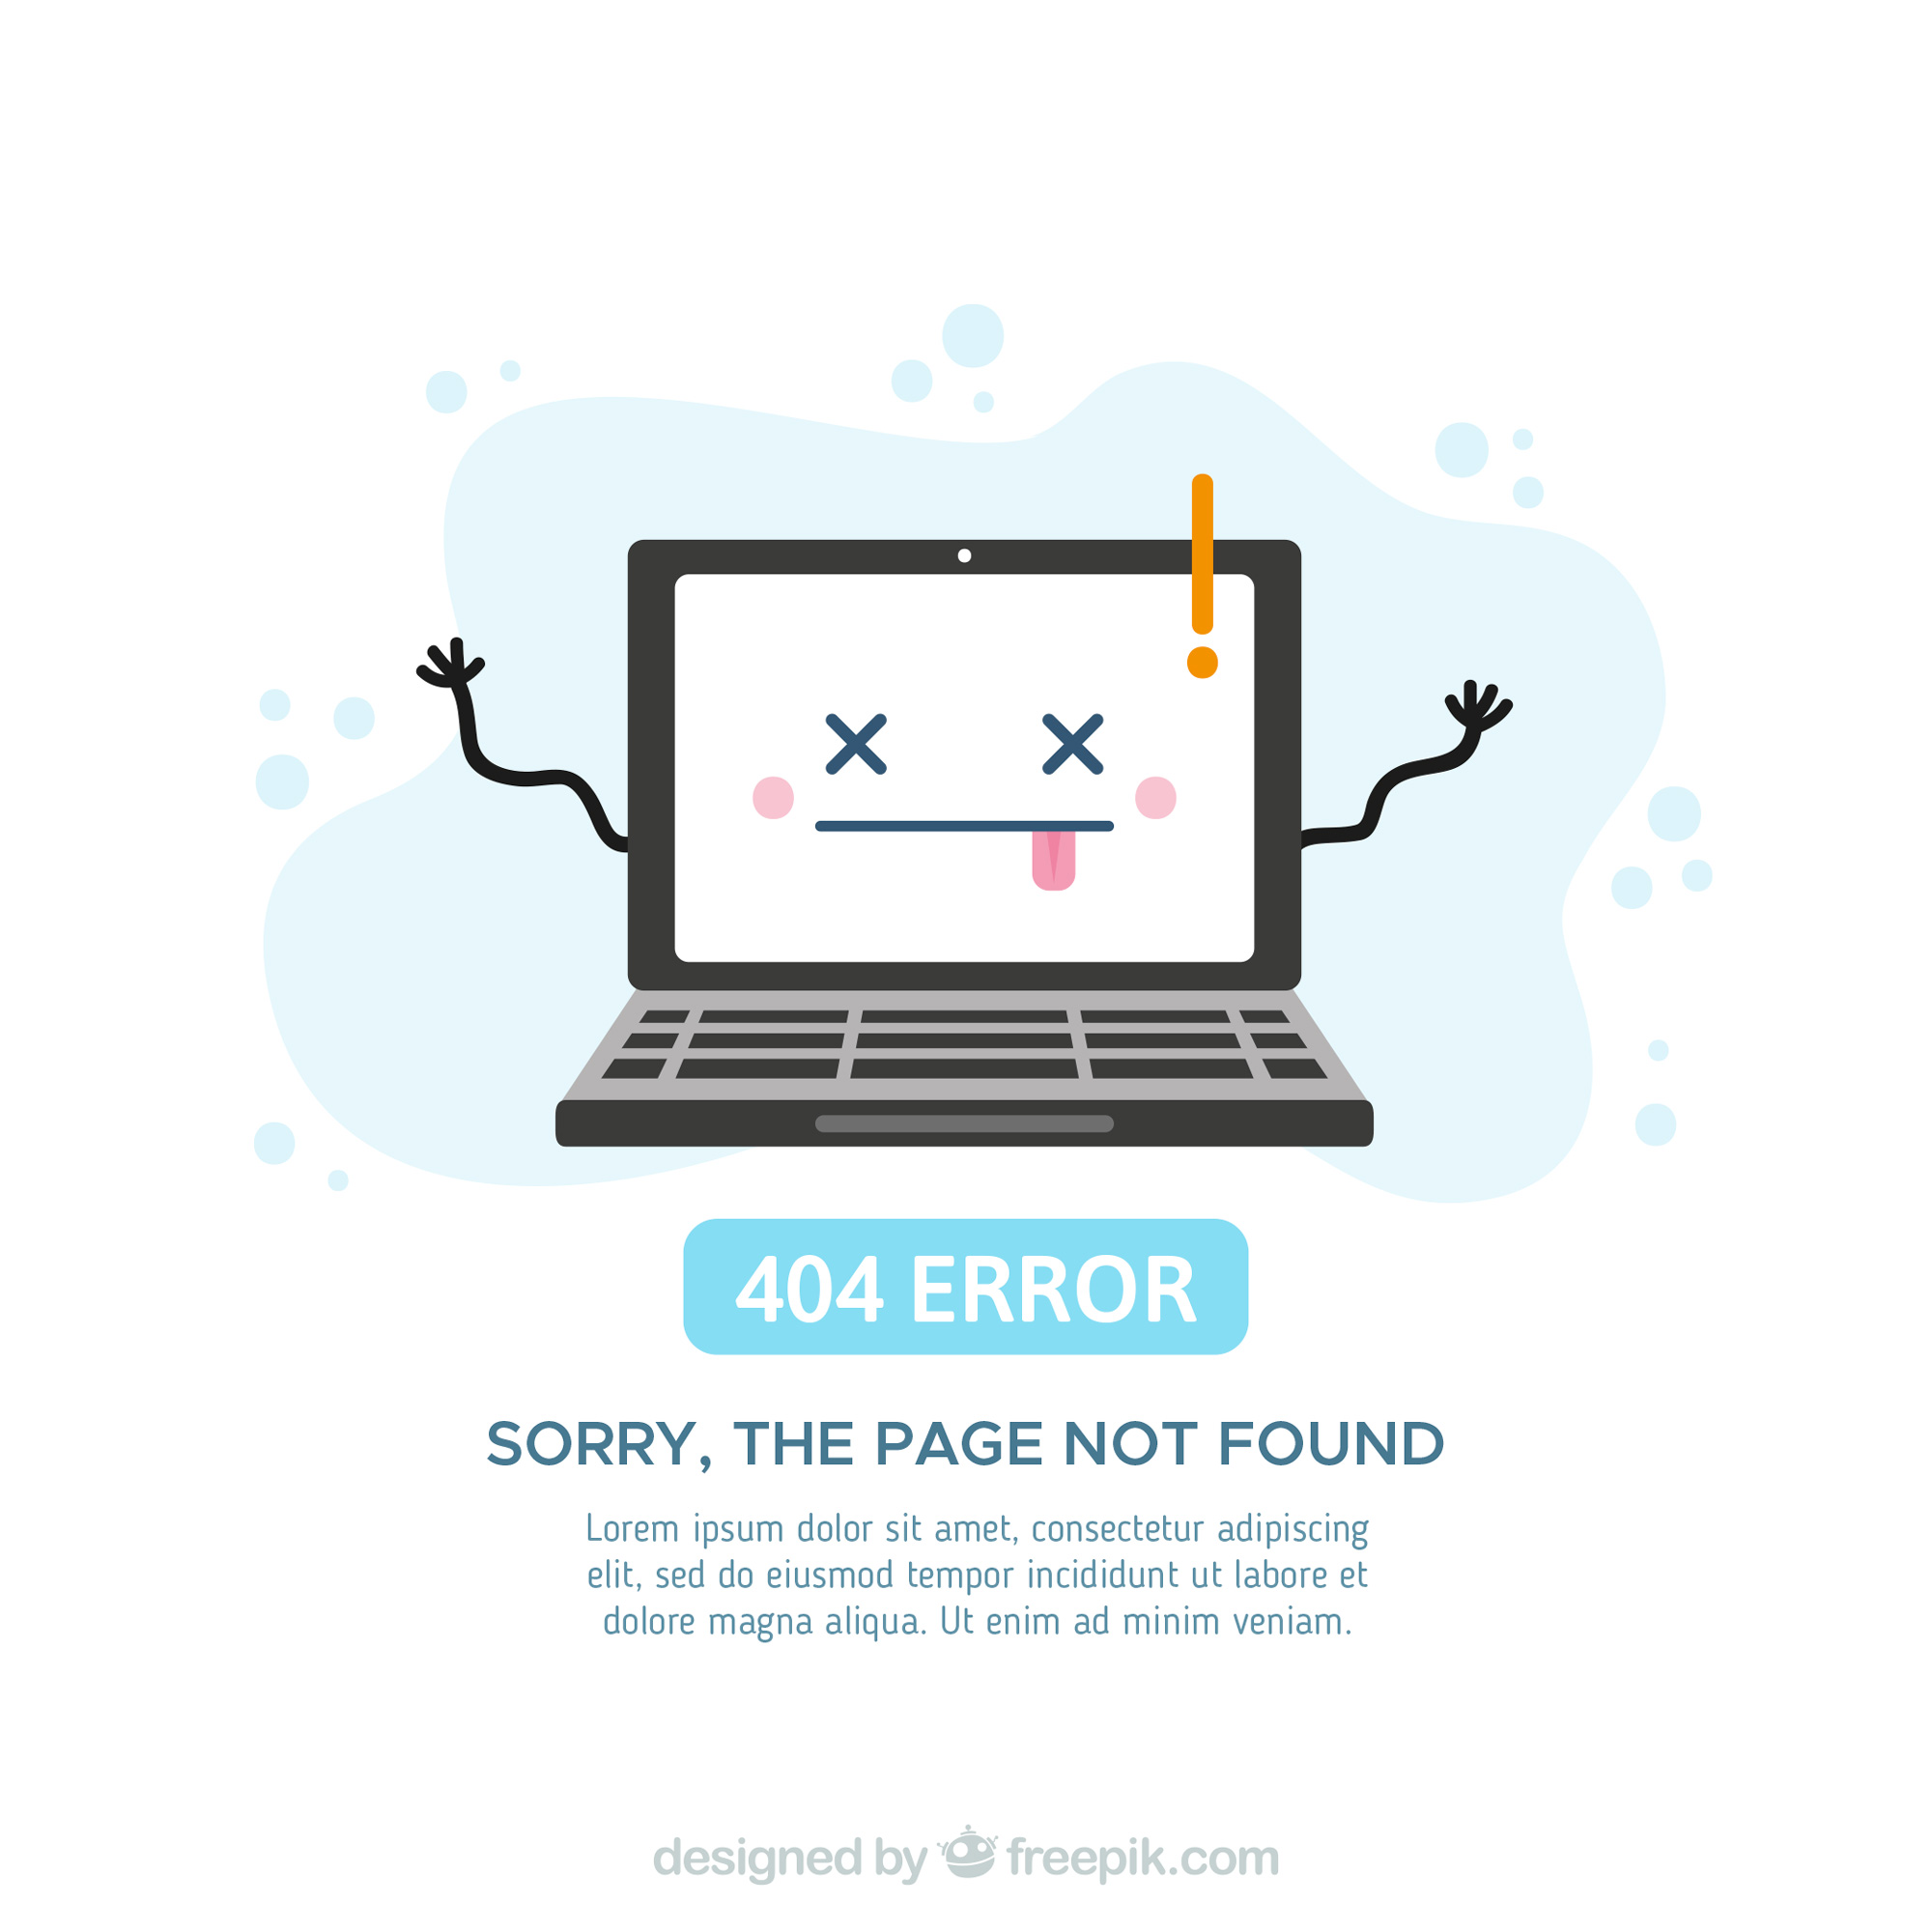 404 ERROR
SORRY, THE PAGE NOT FOUND
Lorem ipsum dolor sit amet, consectetur adipiscing
elit, sed do eiusmod tempor incididunt ut labore et
dolore magna aliqua. Ut enim ad minim veniam.
designed by freepik.com